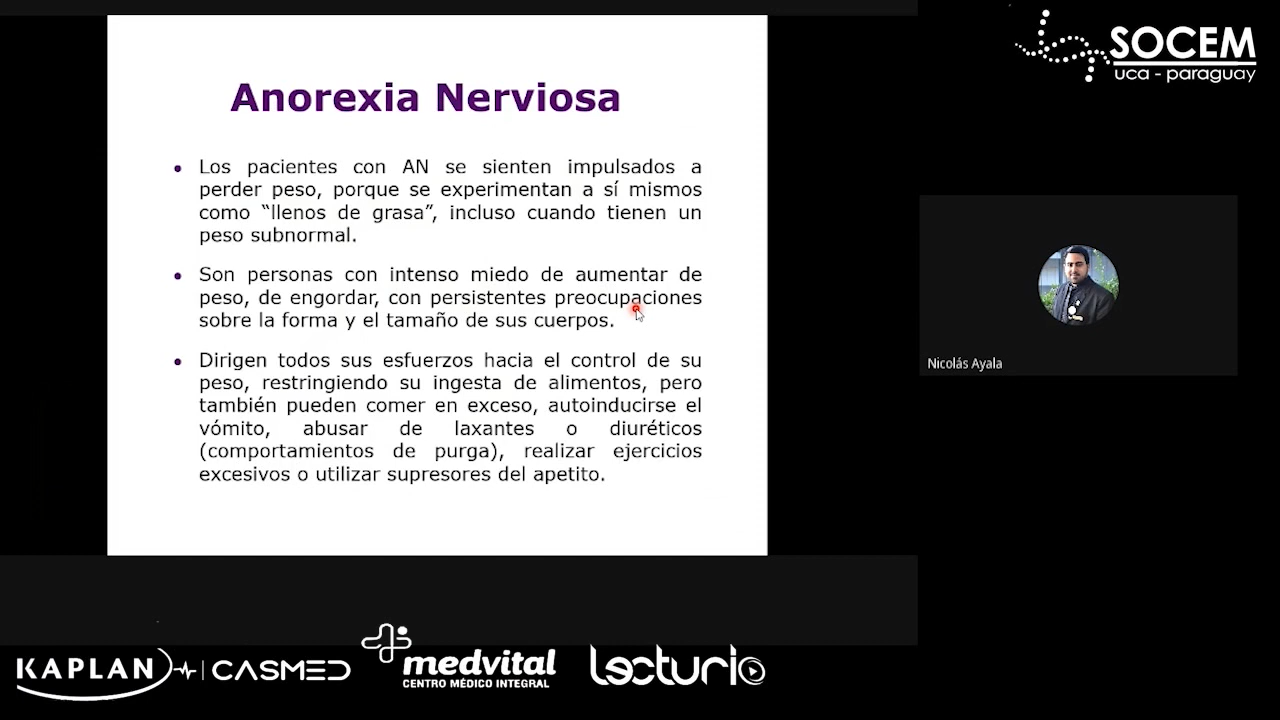 SOCEM
uca - paraguay
Anorexia Nerviosa
• Los pacientes con AN se sienten impulsados a
perder peso, porque se experimentan a sí mismos
como “llenos de grasa”, incluso cuando tienen un
peso subnormal.
• Son personas con intenso miedo de aumentar de
peso, de engordar, con persistentes preocupaciones
sobre la forma y el tamaño de sus cuerpos.
• Dirigen todos sus esfuerzos hacia el control de su
peso, restringiendo su ingesta de alimentos, pero
también pueden comer en exceso, autoinducirse el
vómito, abusar de laxantes o diuréticos
(comportamientos de purga), realizar ejercicios
excesivos o utilizar supresores del apetito.
Nicolás Ayala
KAPLAN | CASMED
medvital
CENTRO MÉDICO INTEGRAL
lecturio